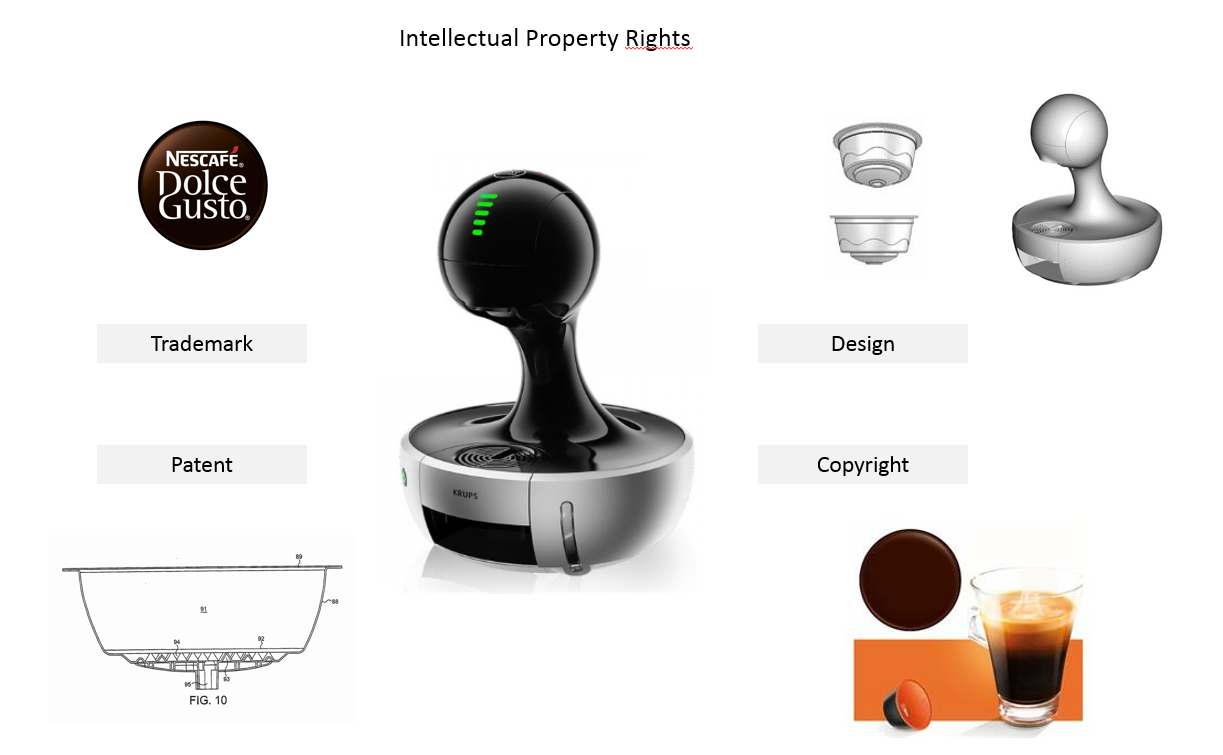 Intellectual Property Rights
NESCAFÉ®
Dolce
Gusto®
Trademark
Design
KRUPS
Patent
Copyright
89
88
91
94
92
93
95
FIG. 10